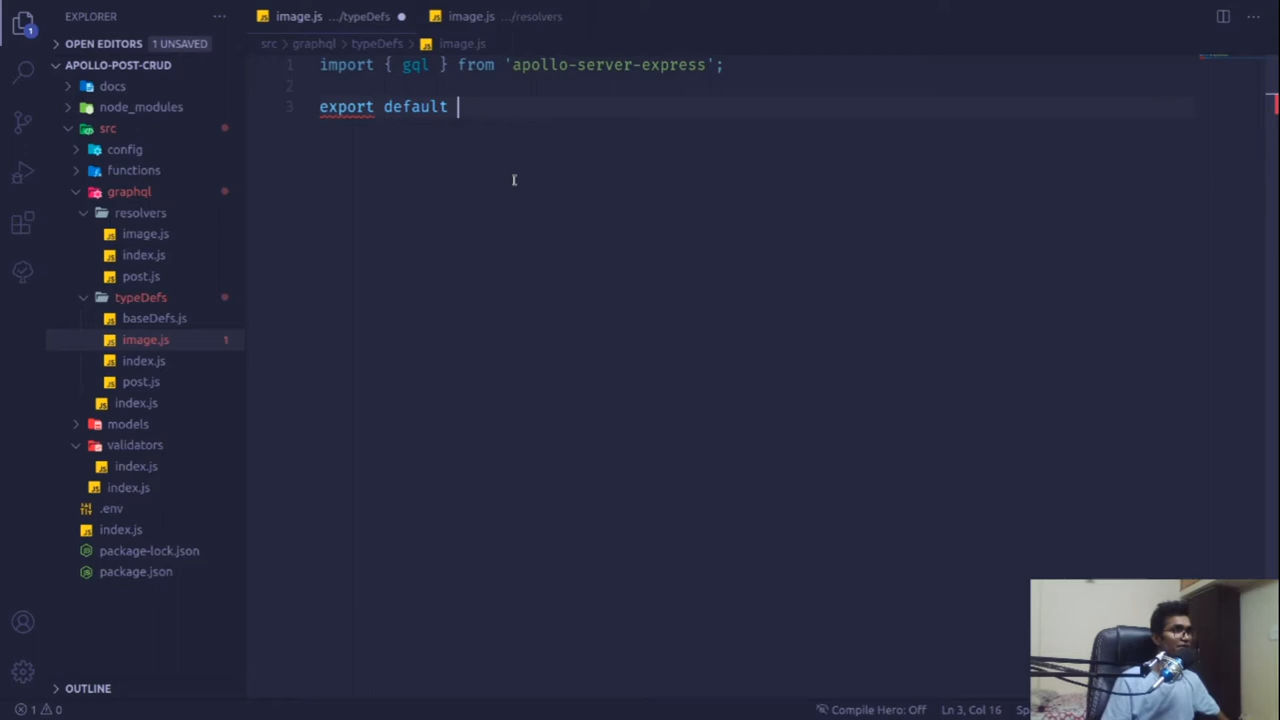 EXPLORER
OPEN EDITORS 1 UNSAVED
APOLLO-POST-CRUD
docs
node_modules
src
config
functions
graphql
resolvers
image.js
index.js
post.js
typeDefs
baseDefs.js
image.js 1
index.js
post.js
index.js
models
validators
index.js
index.js
.env
index.js
package-lock.json
package.json
OUTLINE
image.js .../typeDefs
image.js .../resolvers
src graphql typeDefs image.js
1 import { gql } from 'apollo-server-express';
2
3 export default
1 0
Compile Hero: Off
Ln 3, Col 16